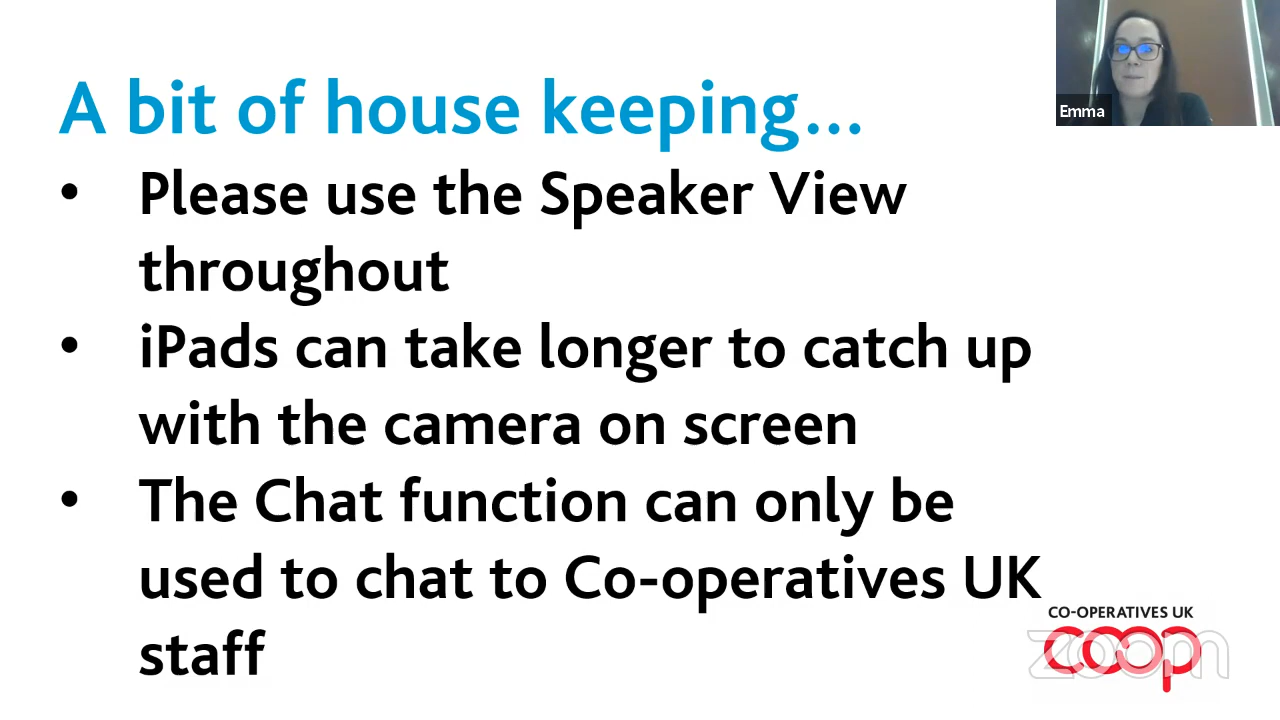 A bit of house keeping...
• Please use the Speaker View
throughout
• iPads can take longer to catch up
with the camera on screen
• The Chat function can only be
used to chat to Co-operatives UK
staff
Emma
CO-OPERATIVES UK
coop
zoom